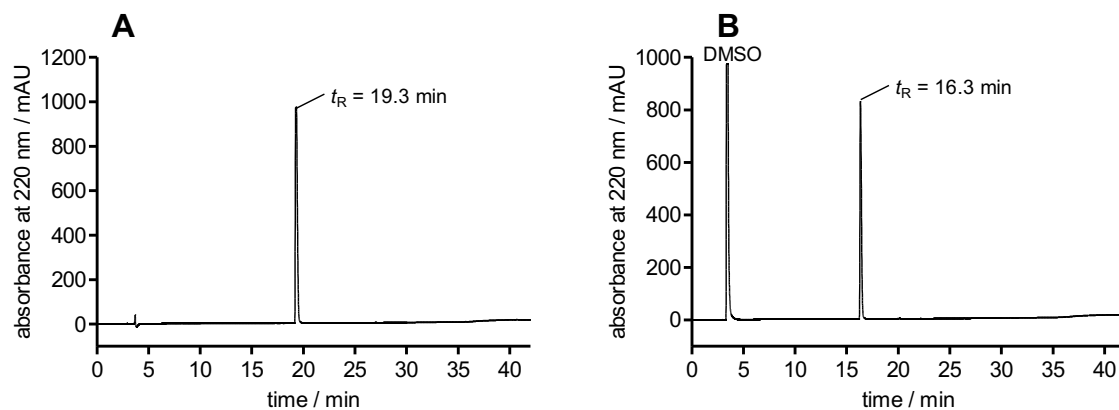 A
1200
1000
800
600
400
200
0
absorbance at 220 nm / mAU
tR = 19.3 min
0 5 10 15 20 25 30 35 40
time / min
B
DMSO
1000
800
600
400
200
0
absorbance at 220 nm / mAU
tR = 16.3 min
0 5 10 15 20 25 30 35 40
time / min